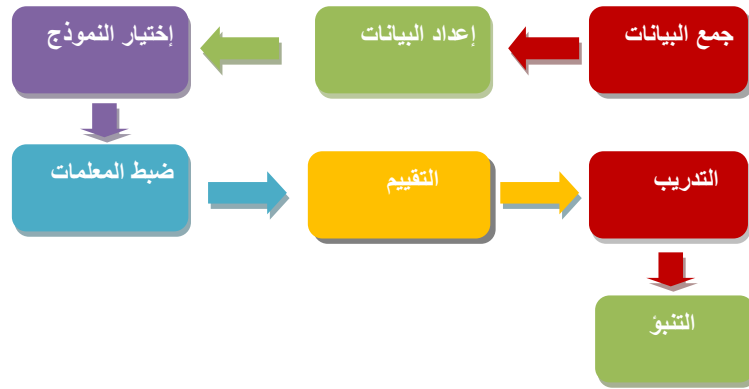 جمع البيانات
إعداد البيانات
إختيار النموذج
ضبط المعلمات
التقييم
التدريب
التنبؤ